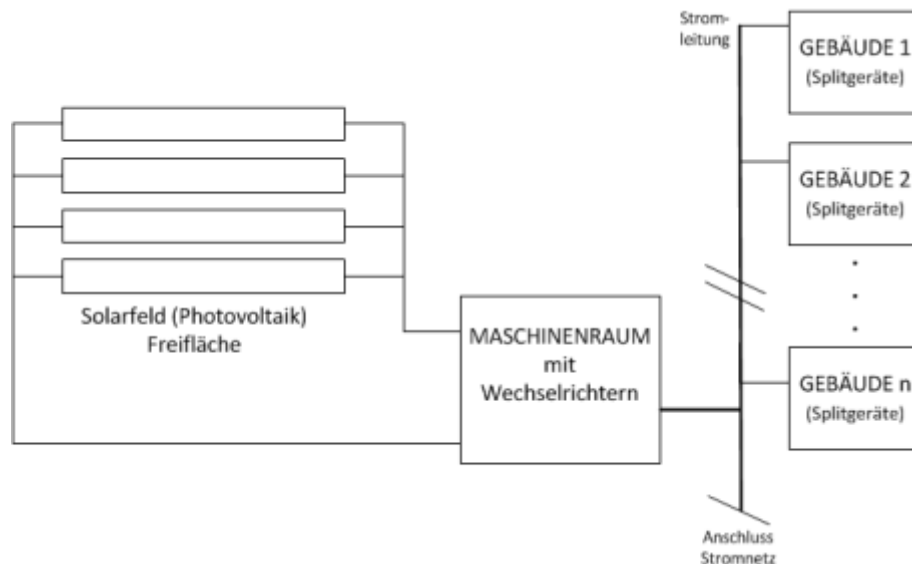 Strom-
leitung
GEBÄUDE 1
(Splitgeräte)
GEBÄUDE 2
(Splitgeräte)
Solarfeld (Photovoltaik)
Freifläche
MASCHINENRAUM
mit
Wechselrichtern
GEBÄUDE n
(Splitgeräte)
Anschluss
Stromnetz